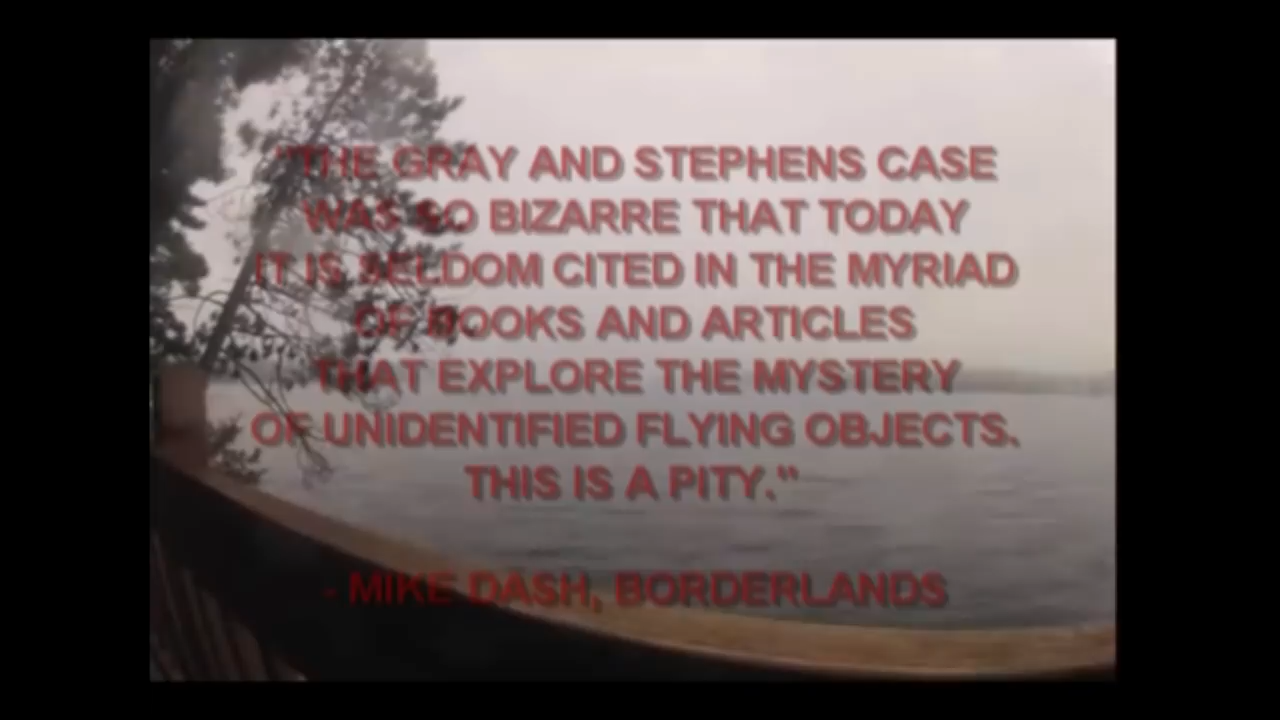 "THE GRAY AND STEPHENS CASE
WAS SO BIZARRE THAT TODAY
IT IS SELDOM CITED IN THE MYRIAD
OF BOOKS AND ARTICLES
THAT EXPLORE THE MYSTERY
OF UNIDENTIFIED FLYING OBJECTS.
THIS IS A PITY."
- MIKE DASH, BORDERLANDS